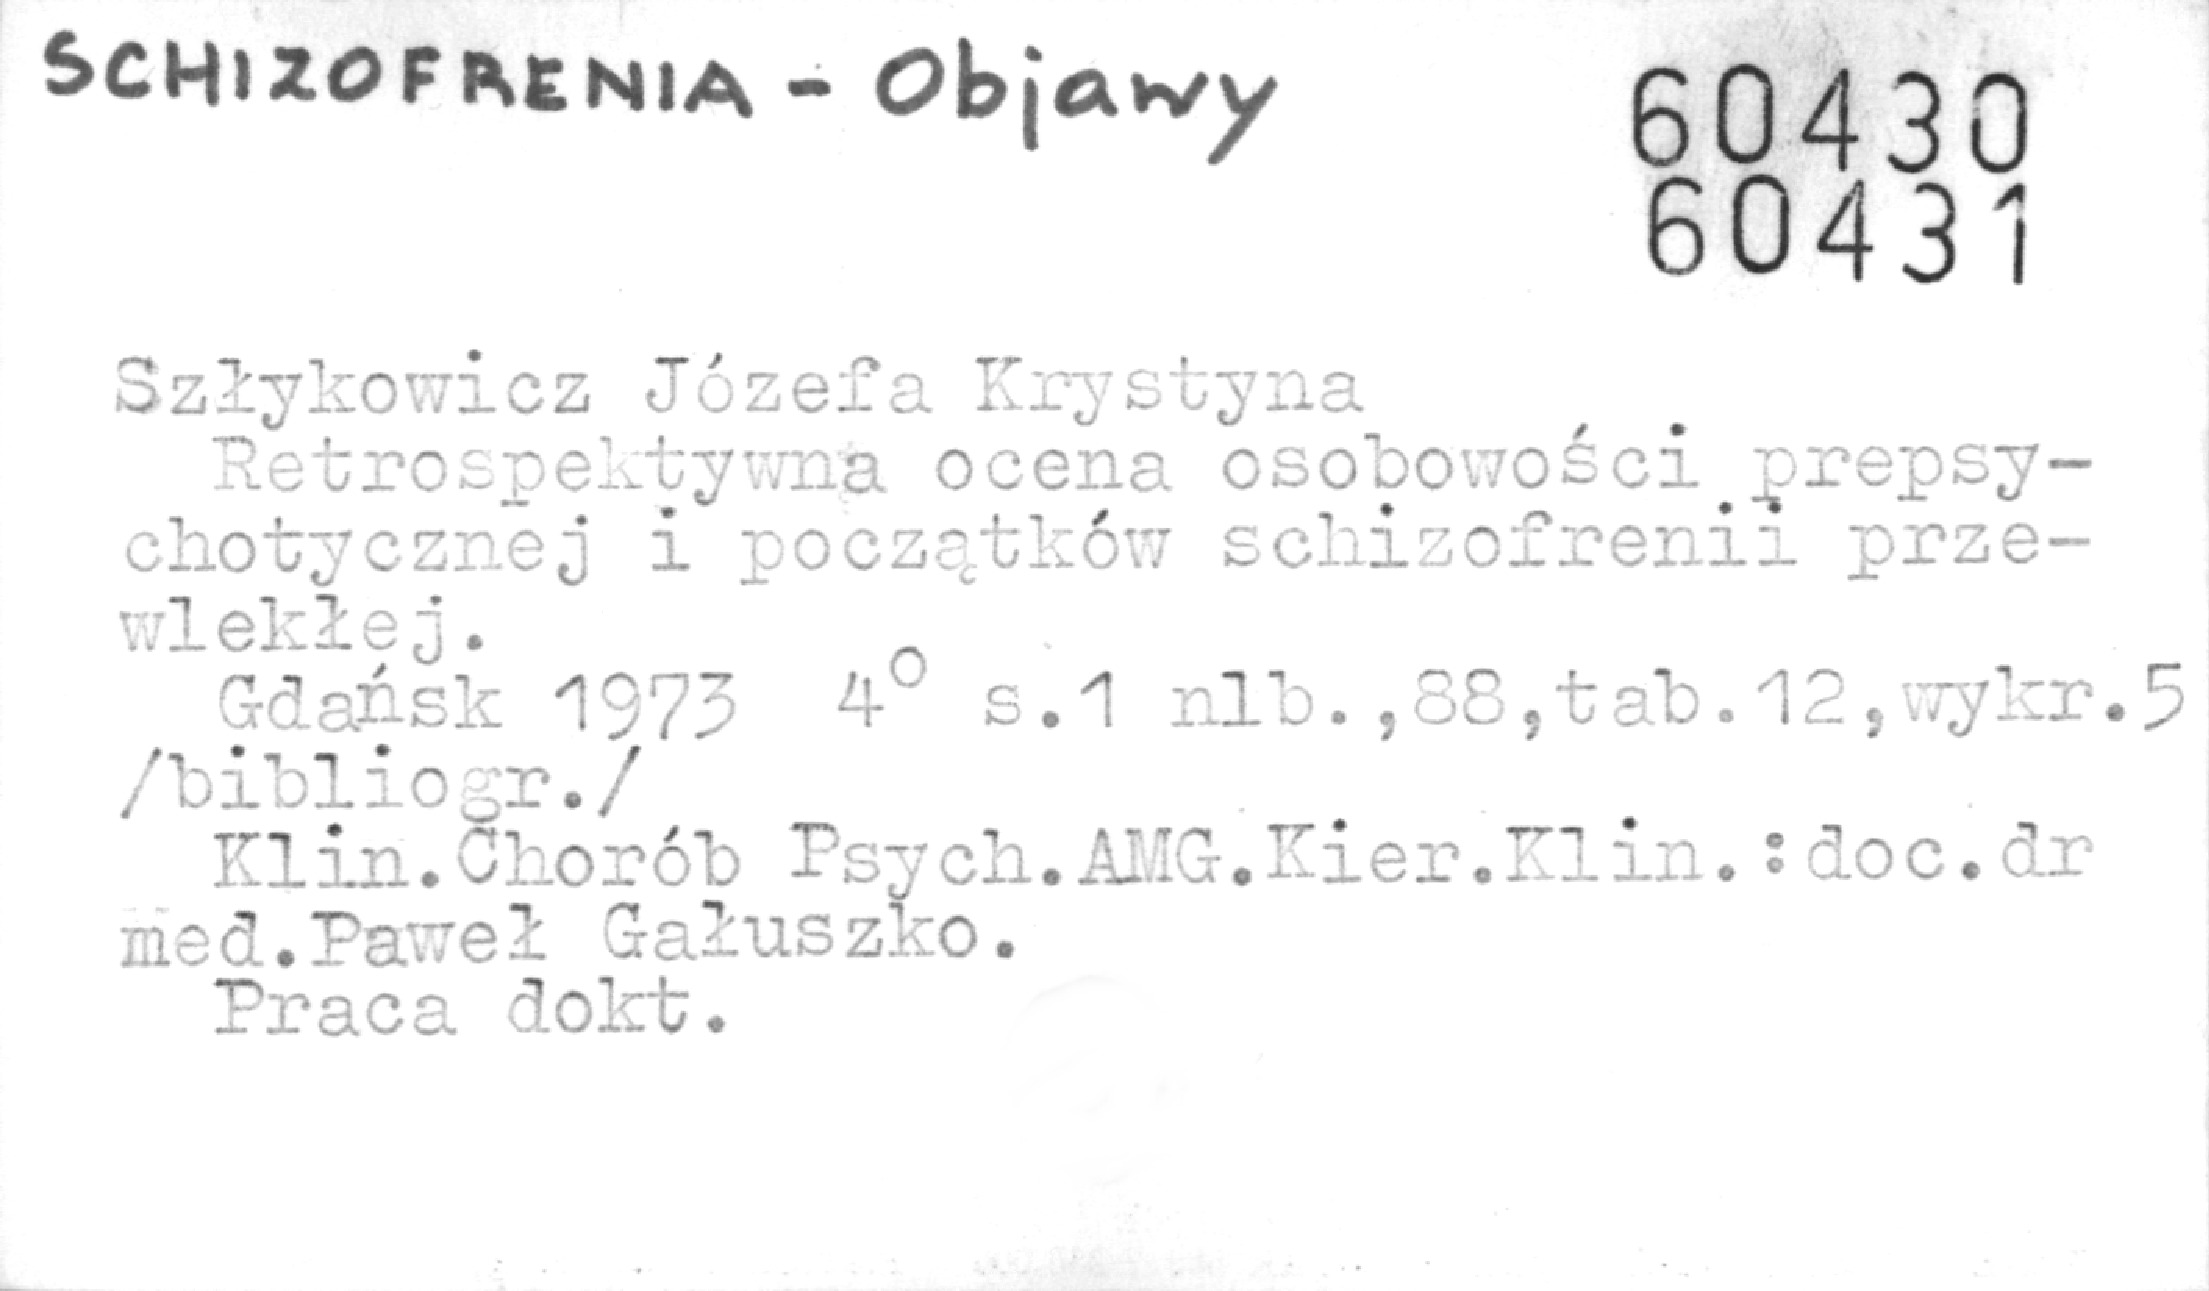 SCHIZOFRENIA - Objawy
60430
60431
Szłykowicz Józefa Krystyna
Retrospektywna ocena osobowości prepsy-
chotycznej i początków schizofrenii prze-
wlekłej.
Gdańsk 1973 4° s.1 nlb.,88,tab.12,wykr.5
/bibliogr./
Klin.Chorób Psych.AMG.Kier.Klin.:doc.dr
med.Paweł Gałuszko.
Praca dokt.